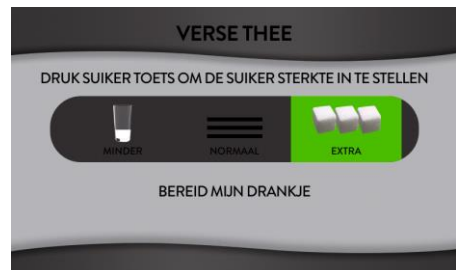 VERSE THEE
DRUK SUIKER TOETS OM DE SUIKER STERKTE IN TE STELLEN
MINDER NORMAAL EXTRA
BEREID MIJN DRANKJE